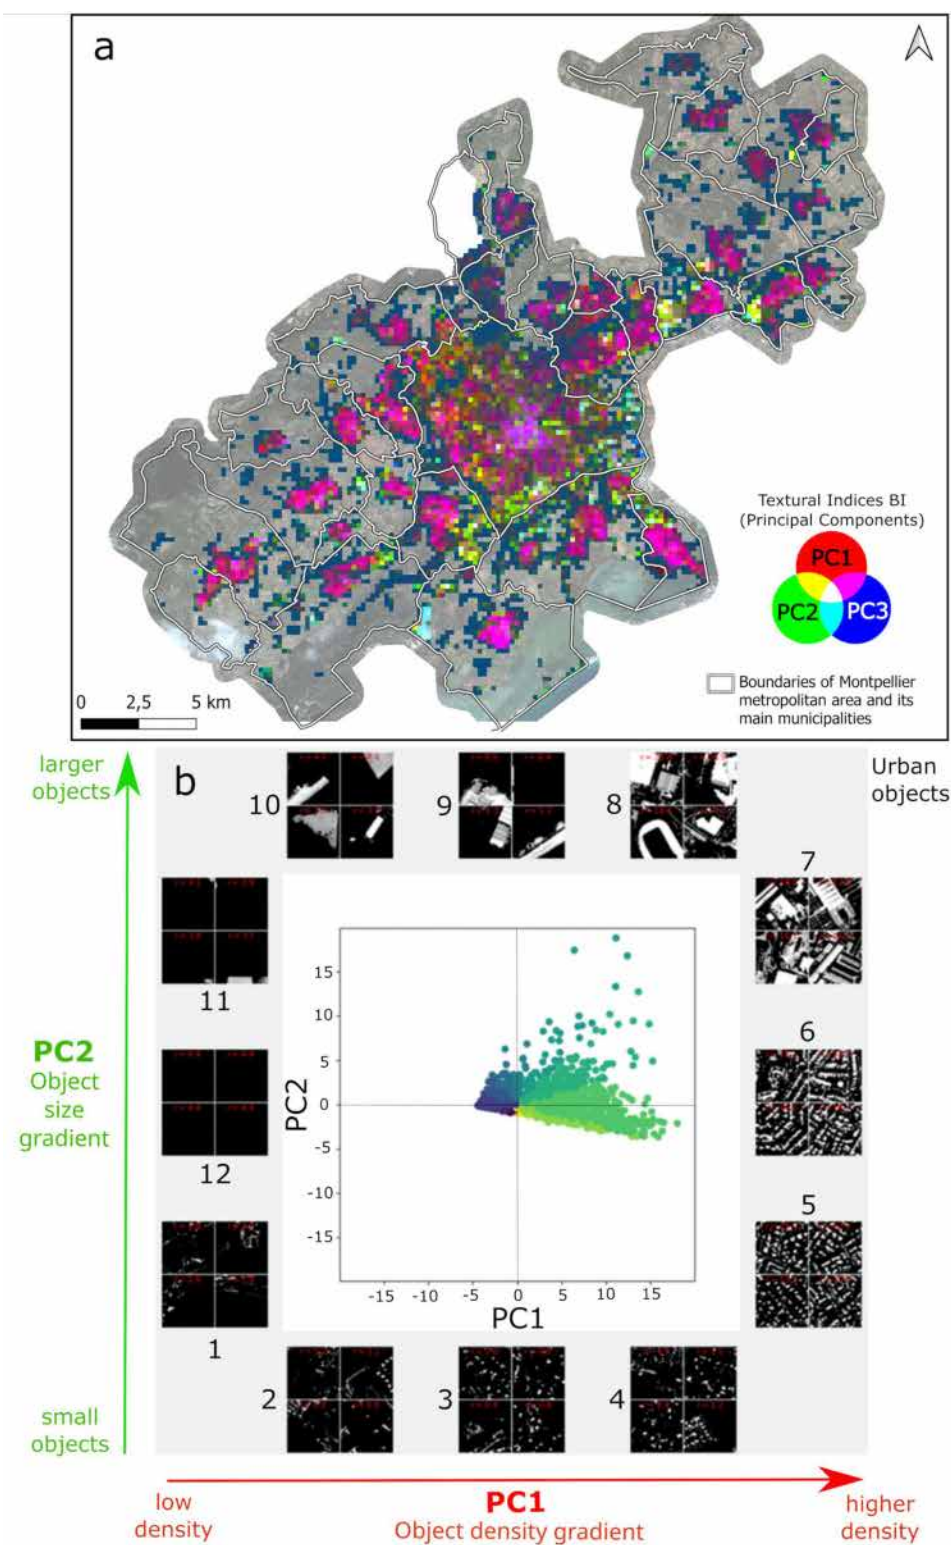 a
Textural Indices BI
(Principal Components)
PC1
PC2
PC3
Boundaries of Montpellier
metropolitan area and its
main municipalities
0 2,5 5 km
larger
objects
b
10
9
8
Urban
objects
7
11
PC2
Object
size
gradient
12
6
5
1
2
3
4
15
10
5
0
-5
-10
-15
PC2
-15 -10 -5 0 5 10 15
PC1
small
objects
low
density
PC1
Object density gradient
higher
density